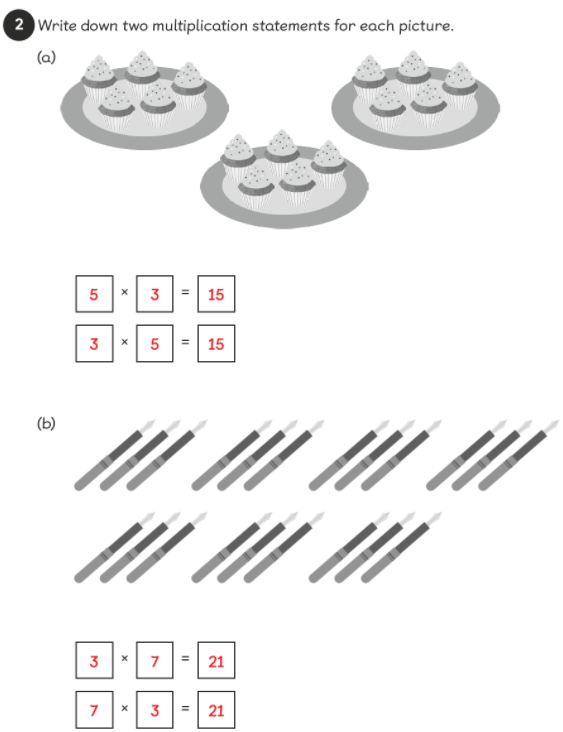 2 Write down two multiplication statements for each picture.
(a)
5 × 3 = 15
3 × 5 = 15
(b)
3 × 7 = 21
7 × 3 = 21